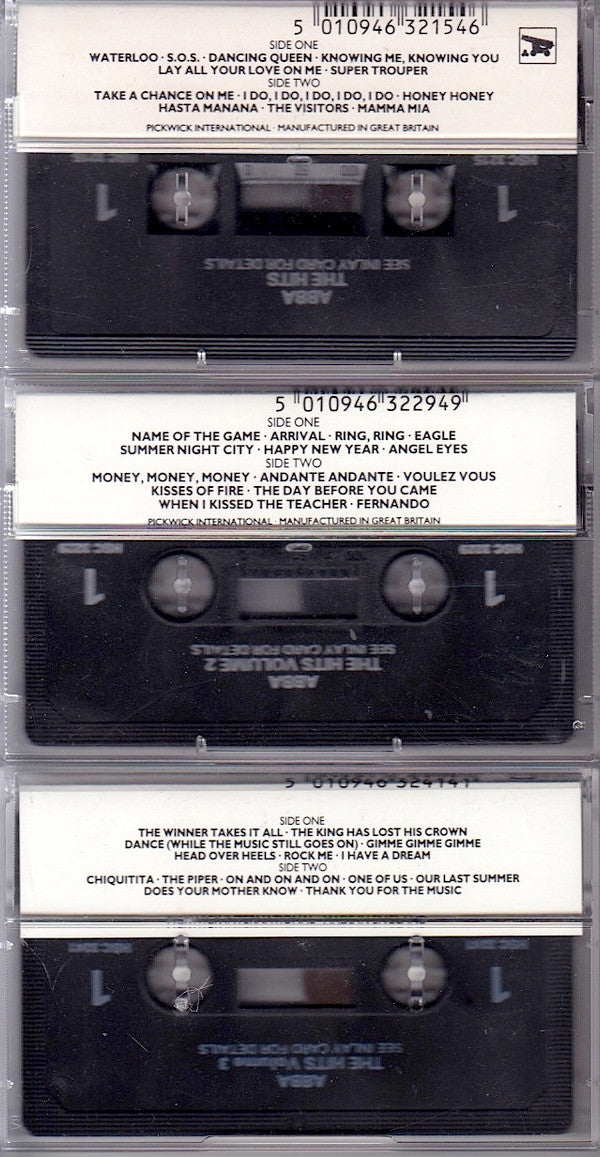 5 010946 321546
SIDE ONE
WATERLOO · S.O.S. · DANCING QUEEN · KNOWING ME, KNOWING YOU
LAY ALL YOUR LOVE ON ME · SUPER TROUPER
SIDE TWO
TAKE A CHANCE ON ME · I DO, I DO, I DO, I DO, I DO · HONEY HONEY
HASTA MANANA · THE VISITORS · MAMMA MIA
PICKWICK INTERNATIONAL · MANUFACTURED IN GREAT BRITAIN
1 1
SEE INLAY CARD FOR DETAILS
THE HITS
ABBA
5 010946 322949
SIDE ONE
NAME OF THE GAME · ARRIVAL · RING, RING · EAGLE
SUMMER NIGHT CITY · HAPPY NEW YEAR · ANGEL EYES
SIDE TWO
MONEY, MONEY, MONEY · ANDANTE ANDANTE · VOULEZ VOUS
KISSES OF FIRE · THE DAY BEFORE YOU CAME
WHEN I KISSED THE TEACHER · FERNANDO
PICKWICK INTERNATIONAL · MANUFACTURED IN GREAT BRITAIN
1 1
SEE INLAY CARD FOR DETAILS
THE HITS VOLUME 2
ABBA
5 010946 324141
SIDE ONE
THE WINNER TAKES IT ALL · THE KING HAS LOST HIS CROWN
DANCE (WHILE THE MUSIC STILL GOES ON) · GIMME GIMME GIMME
HEAD OVER HEELS · ROCK ME · I HAVE A DREAM
SIDE TWO
CHIQUITITA · THE PIPER · ON AND ON AND ON · ONE OF US · OUR LAST SUMMER
DOES YOUR MOTHER KNOW · THANK YOU FOR THE MUSIC
1 1
SEE INLAY CARD FOR DETAILS
THE HITS Volume 3
ABBA